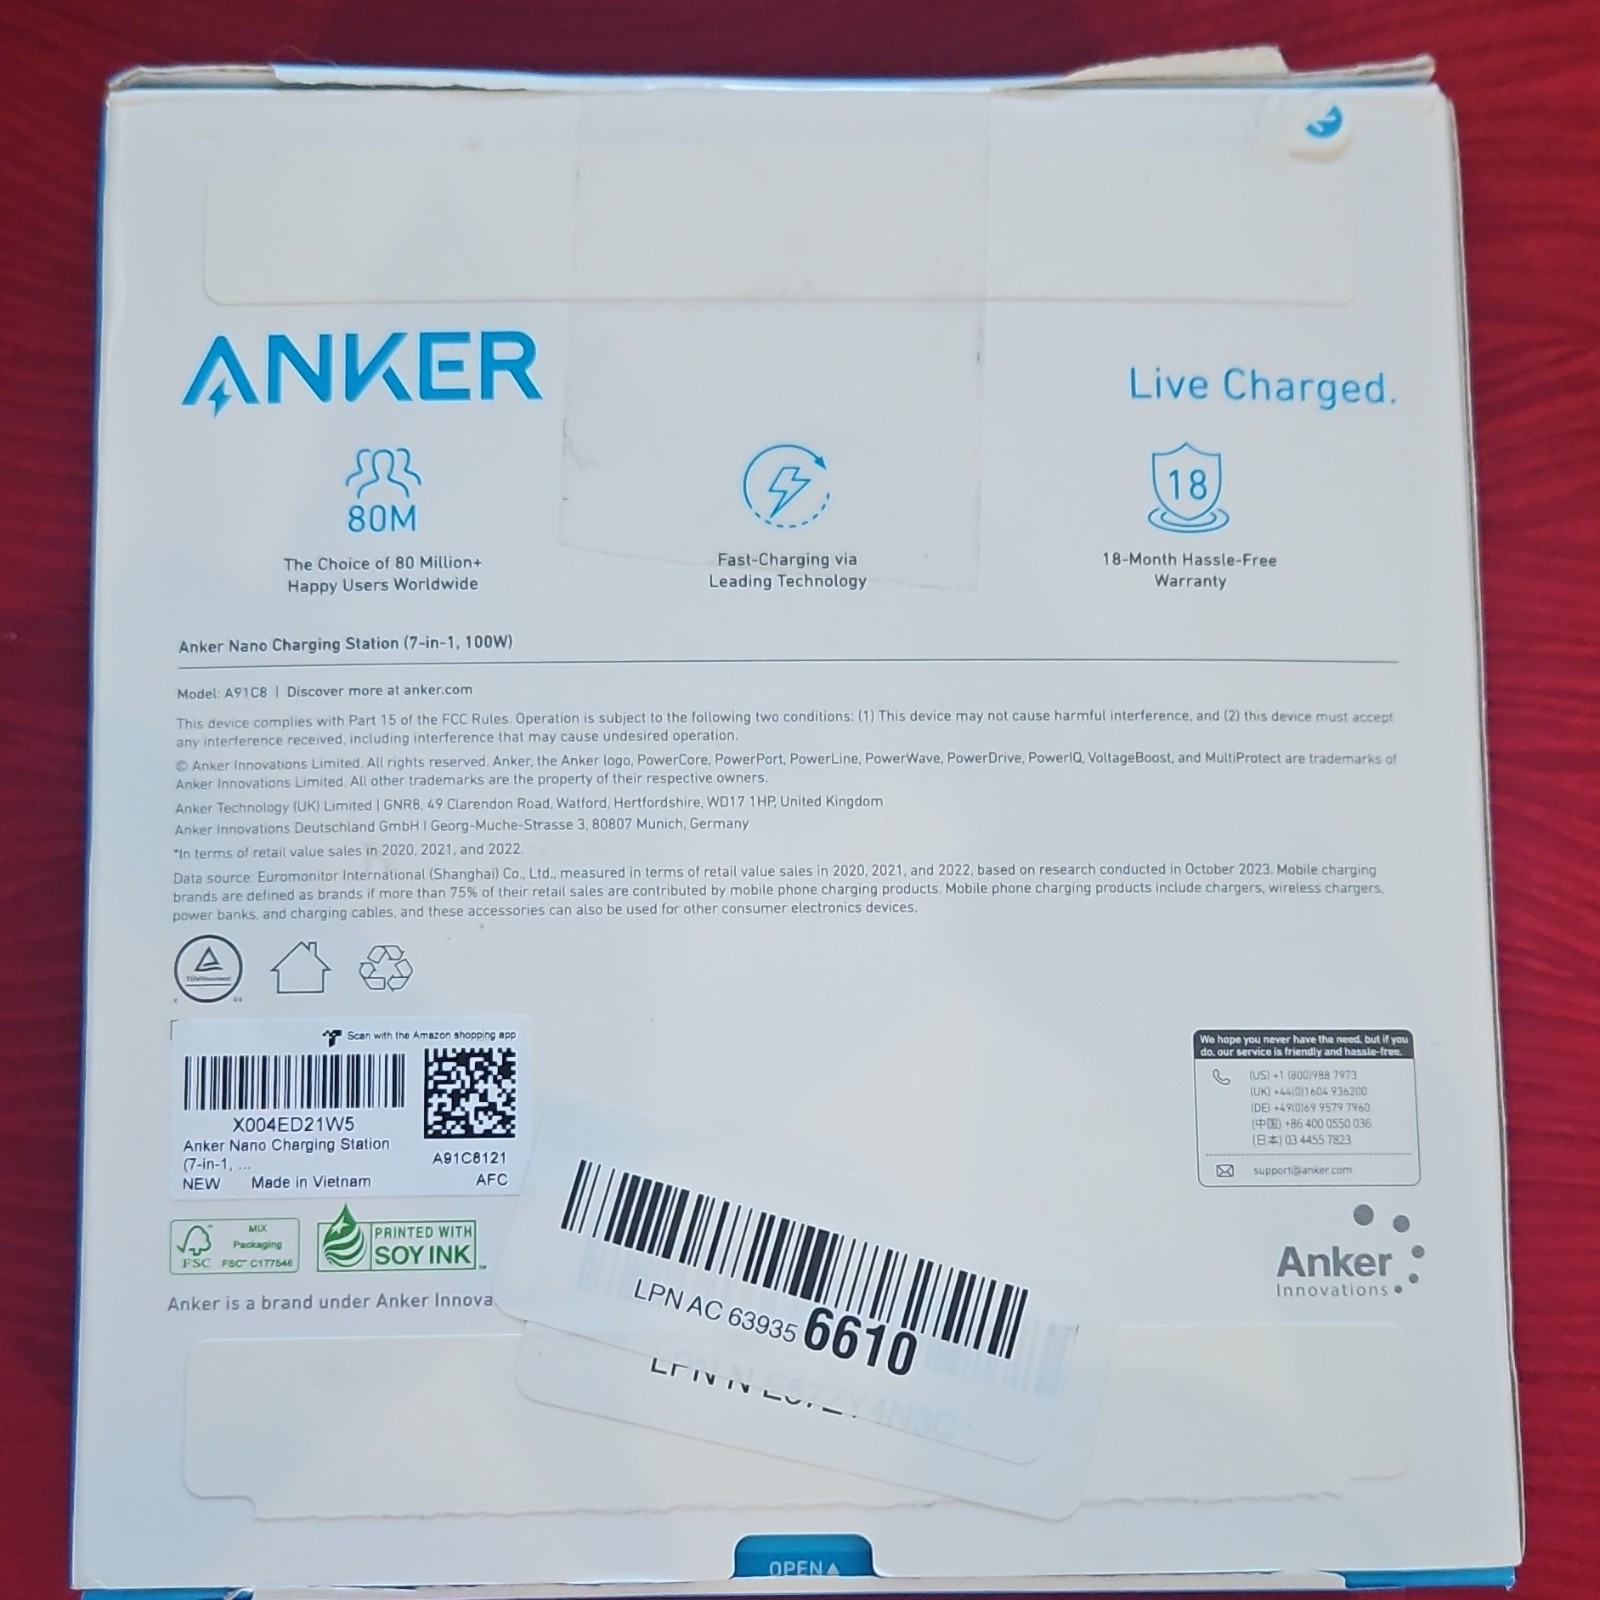 ANKER
Live Charged.
80M
18
The Choice of 80 Million+
Happy Users Worldwide
Fast-Charging via
Leading Technology
18-Month Hassle-Free
Warranty
Anker Nano Charging Station (7-in-1, 100W)
Model: A91C8 | Discover more at anker.com
This device complies with Part 15 of the FCC Rules. Operation is subject to the following two conditions: (1) This device may not cause harmful interference, and (2) this device must accept
any interference received, including interference that may cause undesired operation.
© Anker Innovations Limited. All rights reserved. Anker, the Anker logo, PowerCore, PowerPort, PowerLine, PowerWave, PowerDrive, PowerIQ, VoltageBoost, and MultiProtect are trademarks of
Anker Innovations Limited. All other trademarks are the property of their respective owners.
Anker Technology (UK) Limited | GNR8, 49 Clarendon Road, Watford, Hertfordshire, WD17 1HP, United Kingdom
Anker Innovations Deutschland GmbH | Georg-Muche-Strasse 3, 80807 Munich, Germany
*In terms of retail value sales in 2020, 2021, and 2022.
Data source: Euromonitor International (Shanghai) Co., Ltd., measured in terms of retail value sales in 2020, 2021, and 2022, based on research conducted in October 2023. Mobile charging
brands are defined as brands if more than 75% of their retail sales are contributed by mobile phone charging products. Mobile phone charging products include chargers, wireless chargers,
power banks, and charging cables, and these accessories can also be used for other consumer electronics devices.
Scan with the Amazon shopping app
X004ED21W5
Anker Nano Charging Station
(7-in-1, ...
NEW Made in Vietnam
A91C8121
AFC
We hope you never have the need, but if you
do, our service is friendly and hassle-free.
(US) +1 (800)988 7973
(UK) +44(0)1604 936200
(DE) +49(0)69 9579 7960
(中国) +86 400 0550 036
(日本) 03 4455 7823
support@anker.com
FSC
MIX
Packaging
FSC™ C177546
PRINTED WITH
SOY INK™
Anker is a brand under Anker Innova
LPN AC 63935 6610
Anker
Innovations
OPEN